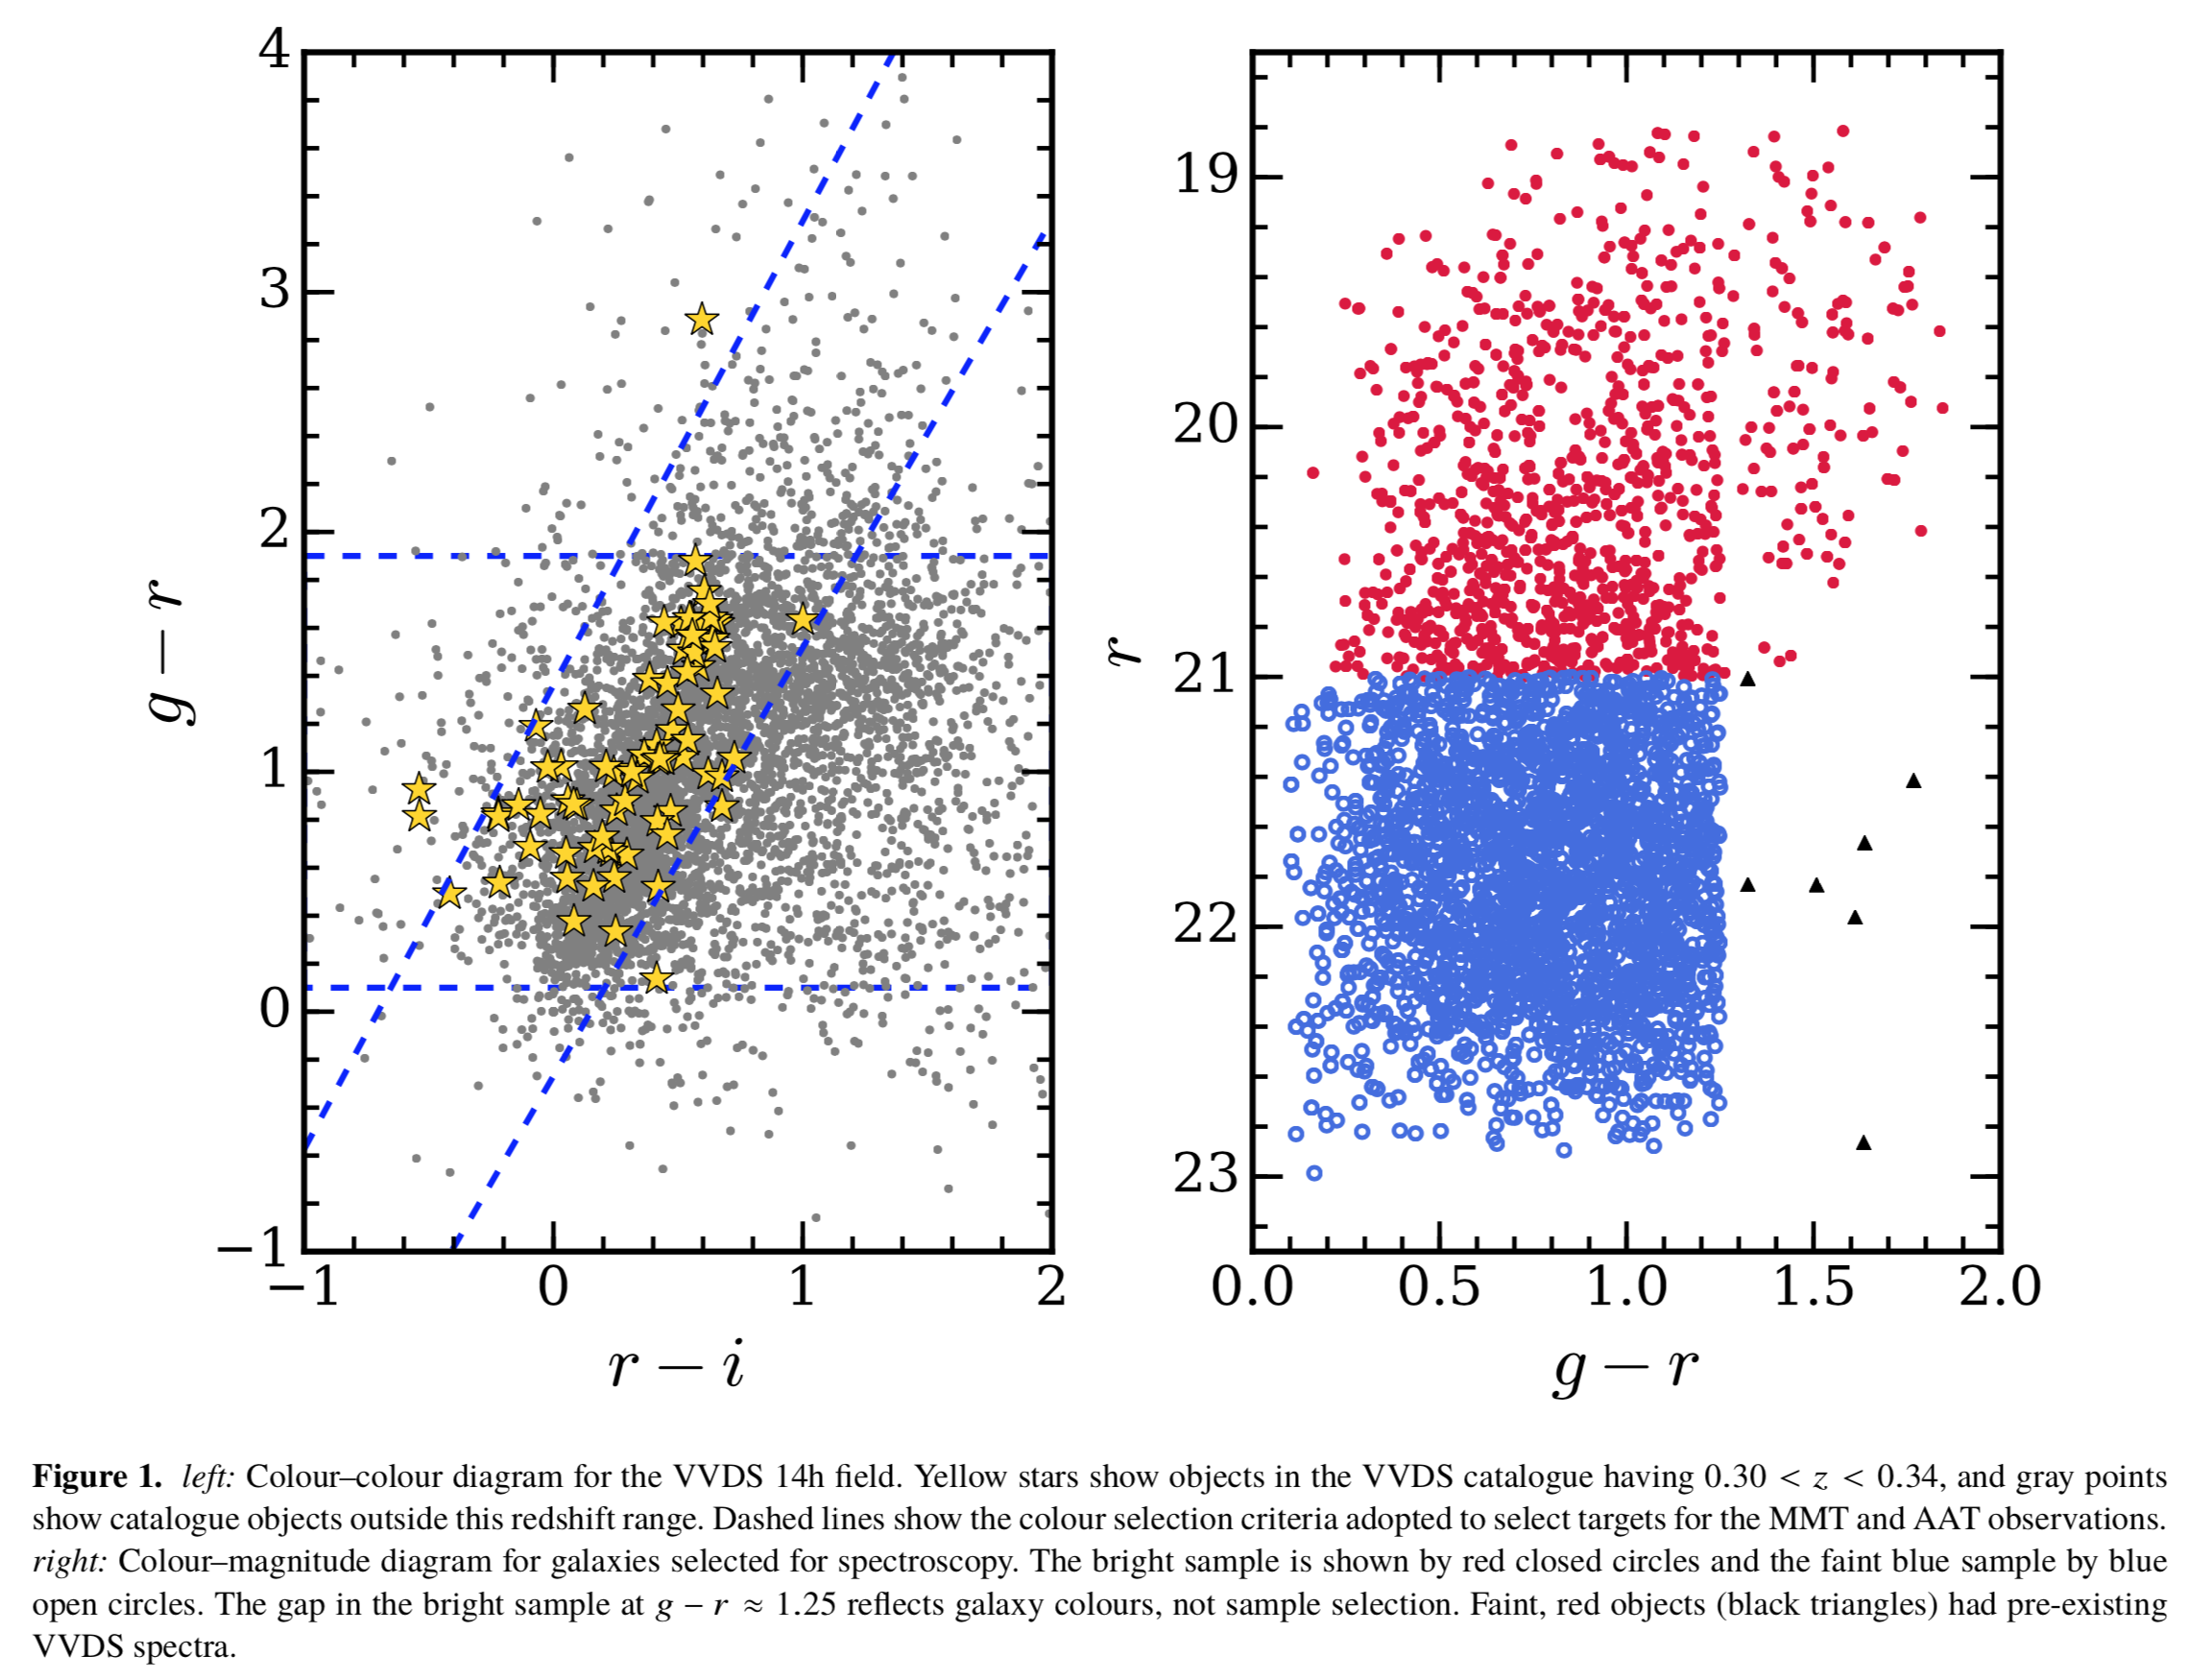 4
3
2
1
0
−1
−1 0 1 2
g − r
r − i
19
20
21
22
23
0.0 0.5 1.0 1.5 2.0
r
g − r
Figure 1. left: Colour–colour diagram for the VVDS 14h field. Yellow stars show objects in the VVDS catalogue having 0.30 < z < 0.34, and gray points
show catalogue objects outside this redshift range. Dashed lines show the colour selection criteria adopted to select targets for the MMT and AAT observations.
right: Colour–magnitude diagram for galaxies selected for spectroscopy. The bright sample is shown by red closed circles and the faint blue sample by blue
open circles. The gap in the bright sample at g − r ≈ 1.25 reflects galaxy colours, not sample selection. Faint, red objects (black triangles) had pre-existing
VVDS spectra.